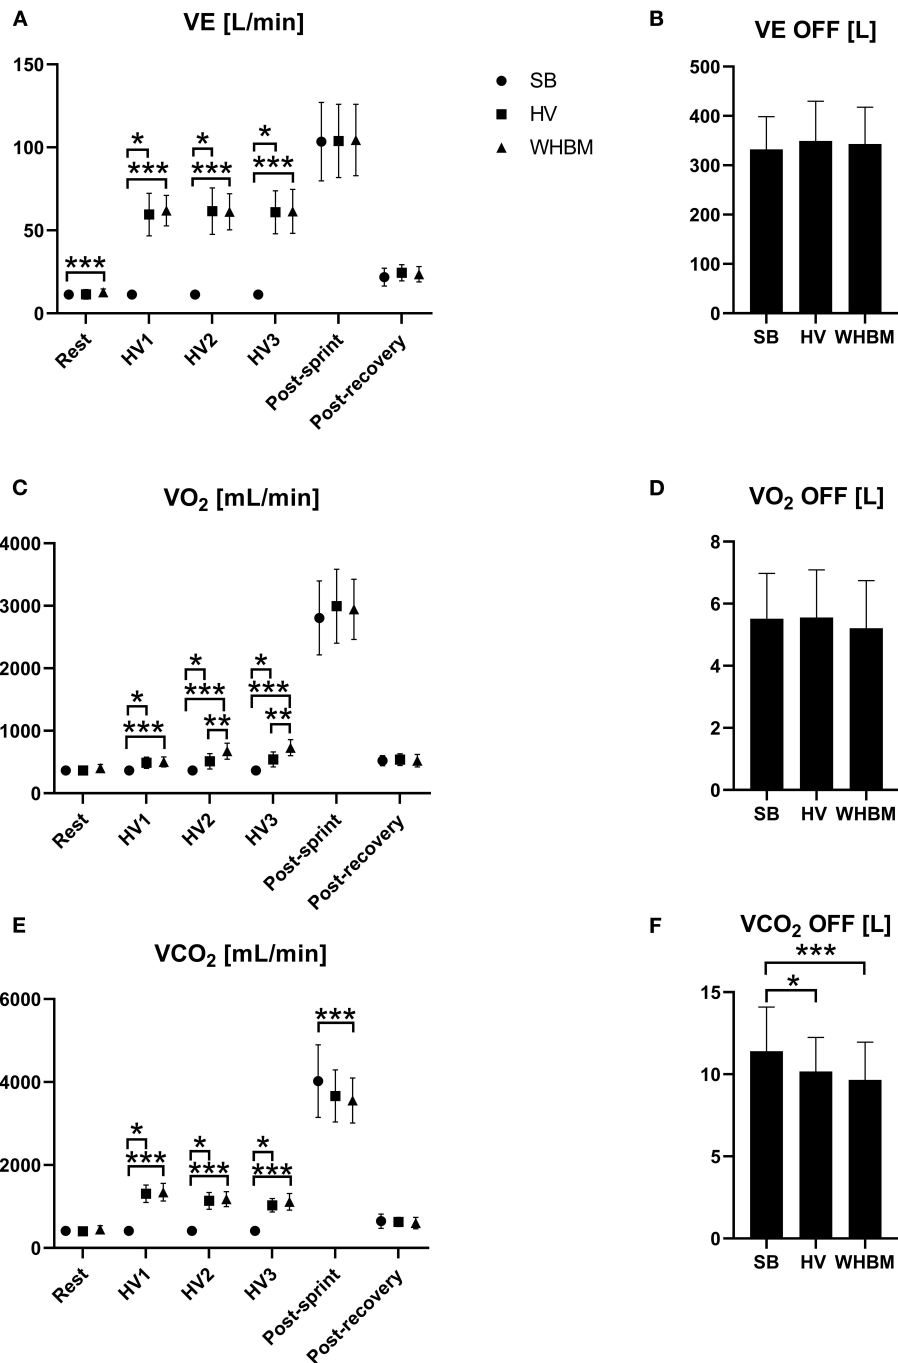 A
VE [L/min]
150
100
50
0
*
***
*
***
*
***
***
Rest
HV1
HV2
HV3
Post-sprint
Post-recovery
SB
HV
WHBM
B
VE OFF [L]
500
400
300
200
100
0
SB HV WHBM
C
VO₂ [mL/min]
4000
3000
2000
1000
0
*
***
*
***
**
*
***
**
Rest
HV1
HV2
HV3
Post-sprint
Post-recovery
D
VO₂ OFF [L]
8
6
4
2
0
SB HV WHBM
E
VCO₂ [mL/min]
6000
4000
2000
0
*
***
*
***
*
***
***
Rest
HV1
HV2
HV3
Post-sprint
Post-recovery
F
VCO₂ OFF [L]
***
*
15
10
5
0
SB HV WHBM